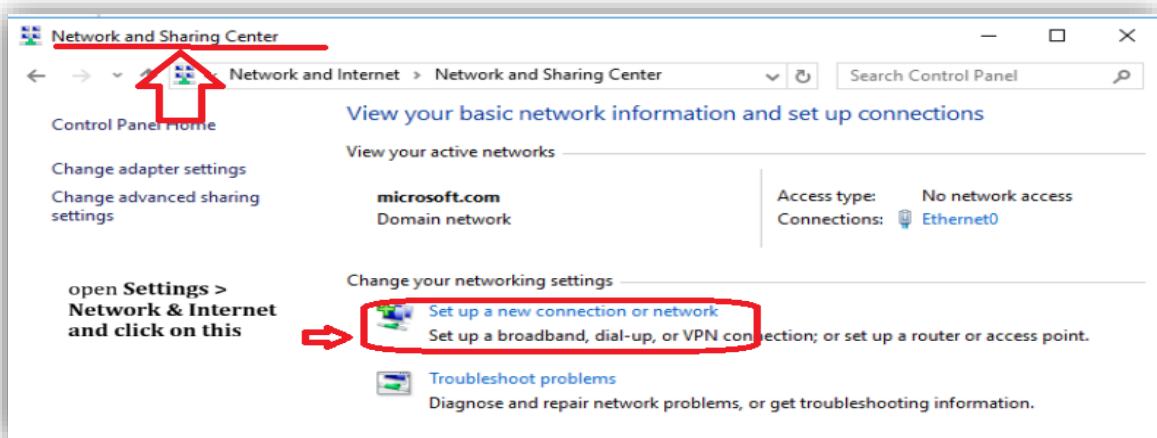 Network and Sharing Center
Network and Internet > Network and Sharing Center
Search Control Panel
Control Panel Home
Change adapter settings
Change advanced sharing
settings
open Settings >
Network & Internet
and click on this
View your basic network information and set up connections
View your active networks
microsoft.com
Domain network
Access type: No network access
Connections: Ethernet0
Change your networking settings
Set up a new connection or network
Set up a broadband, dial-up, or VPN connection; or set up a router or access point.
Troubleshoot problems
Diagnose and repair network problems, or get troubleshooting information.